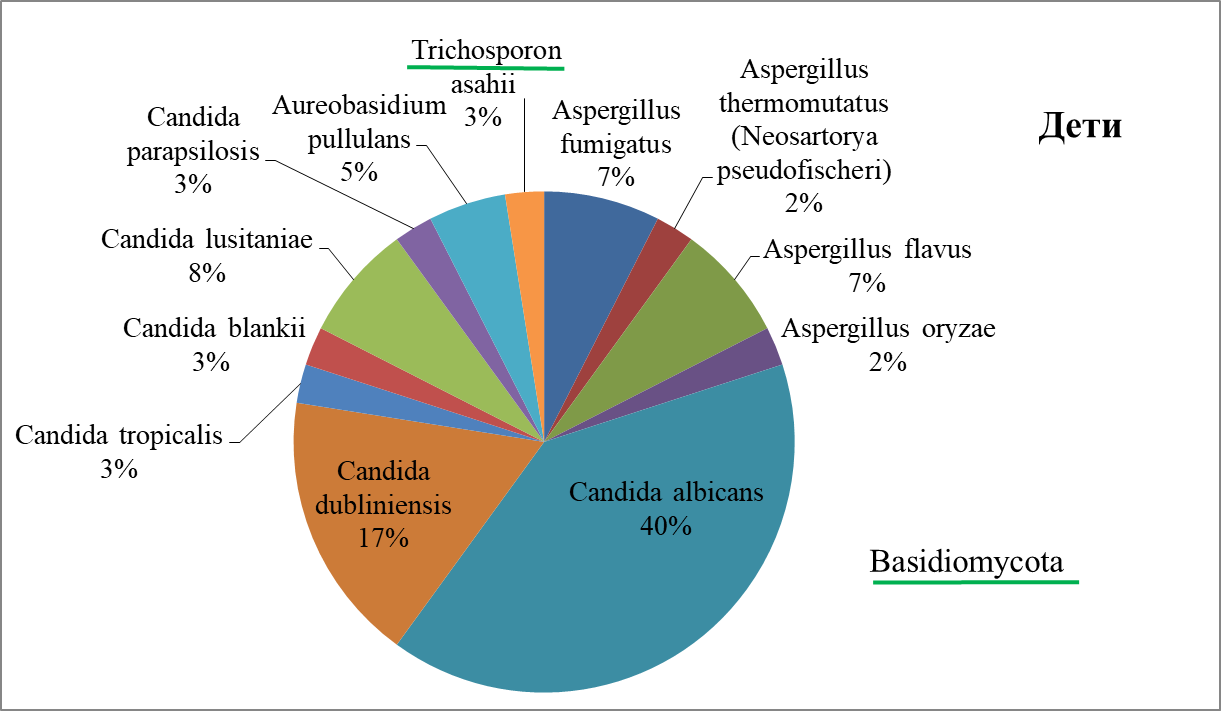 Дети
Trichosporon
asahii
3%
Aspergillus
fumigatus
7%
Aspergillus
thermomutatus
(Neosartorya
pseudofischeri)
2%
Aspergillus flavus
7%
Aspergillus oryzae
2%
Candida albicans
40%
Candida
dubliniensis
17%
Candida tropicalis
3%
Candida blankii
3%
Candida lusitaniae
8%
Candida
parapsilosis
3%
Aureobasidium
pullulans
5%
Basidiomycota